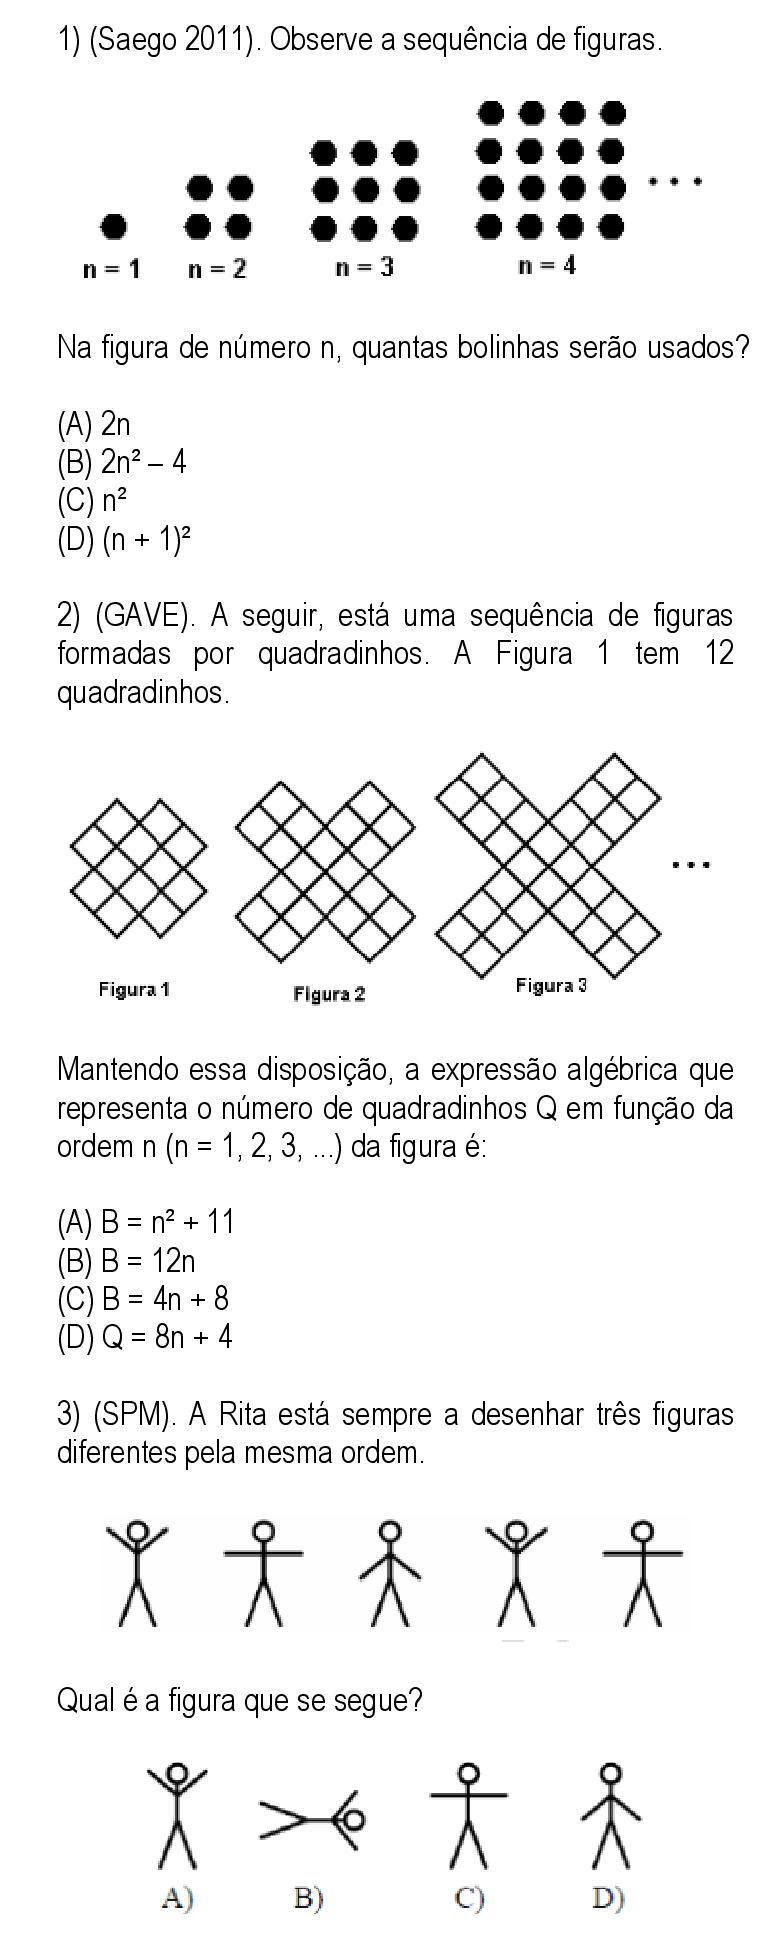 1) (Saego 2011). Observe a sequência de figuras.
n = 1
n = 2
n = 3
n = 4
Na figura de número n, quantas bolinhas serão usados?
(A) 2n
(B) 2n² – 4
(C) n²
(D) (n + 1)²
2) (GAVE). A seguir, está uma sequência de figuras
formadas por quadradinhos. A Figura 1 tem 12
quadradinhos.
...
Figura 1
Figura 2
Figura 3
Mantendo essa disposição, a expressão algébrica que
representa o número de quadradinhos Q em função da
ordem n (n = 1, 2, 3, ...) da figura é:
(A) B = n² + 11
(B) B = 12n
(C) B = 4n + 8
(D) Q = 8n + 4
3) (SPM). A Rita está sempre a desenhar três figuras
diferentes pela mesma ordem.
Qual é a figura que se segue?
A)
B)
C)
D)